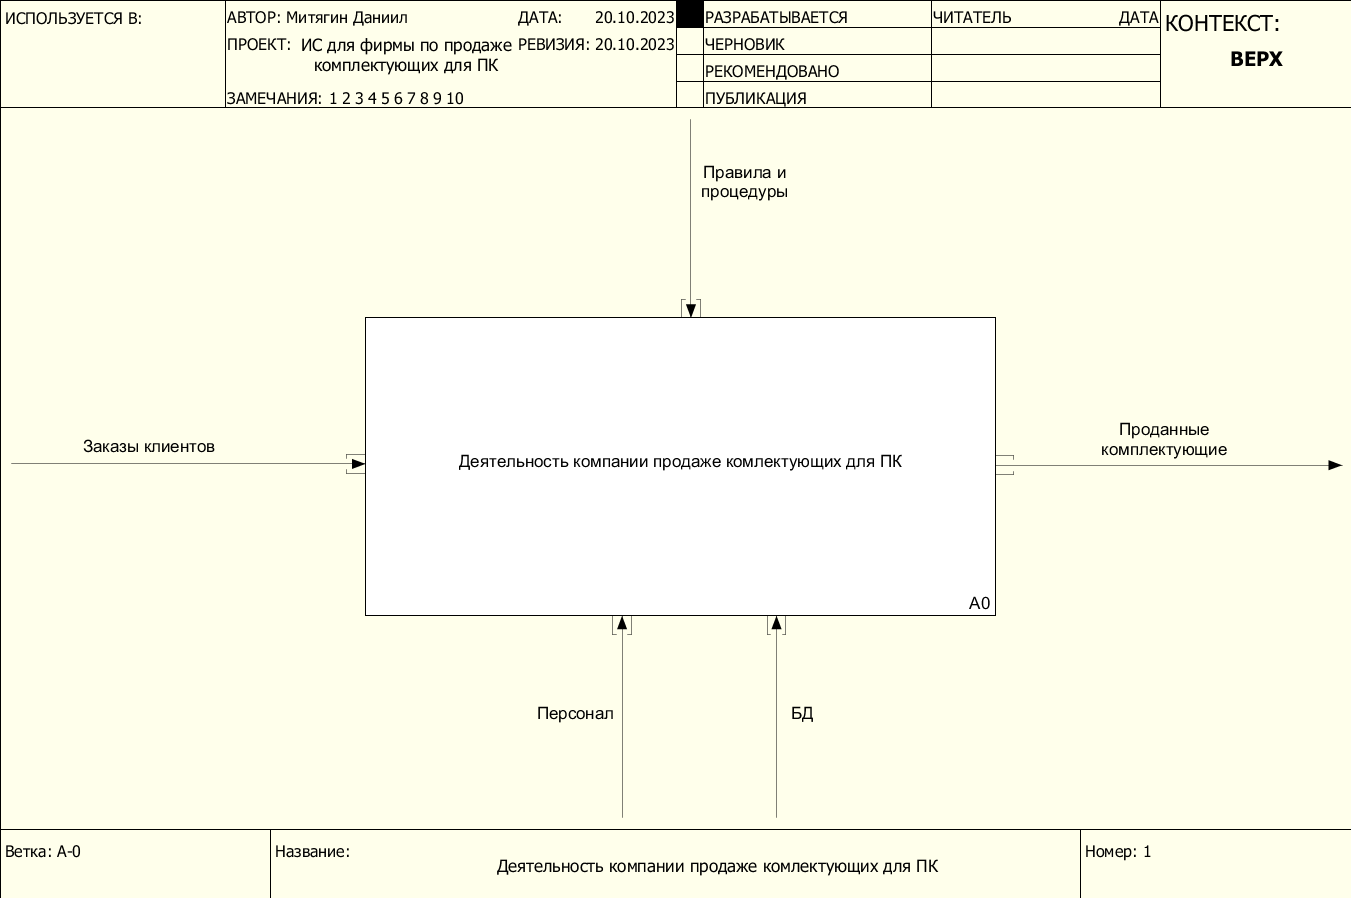 ИСПОЛЬЗУЕТСЯ В:
АВТОР: Митягин Даниил
ДАТА: 20.10.2023
ПРОЕКТ: ИС для фирмы по продаже
комплектующих для ПК
РЕВИЗИЯ: 20.10.2023
ЗАМЕЧАНИЯ: 1 2 3 4 5 6 7 8 9 10
РАЗРАБАТЫВАЕТСЯ
ЧЕРНОВИК
РЕКОМЕНДОВАНО
ПУБЛИКАЦИЯ
ЧИТАТЕЛЬ
ДАТА
КОНТЕКСТ:
ВЕРХ
Правила и
процедуры
Заказы клиентов
Деятельность компании продаже комлектующих для ПК
A0
Проданные
комплектующие
Персонал
БД
Ветка: A-0
Название:
Деятельность компании продаже комлектующих для ПК
Номер: 1